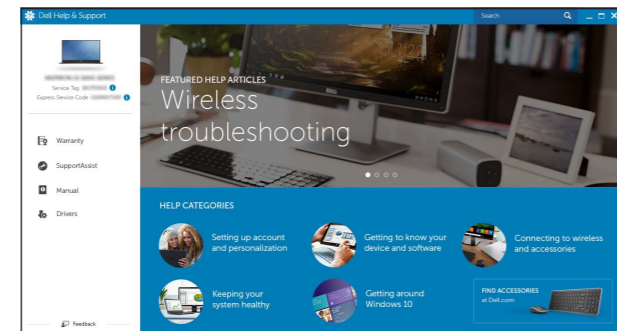 Dell Help & Support
Search
Service Tag:
Express Service Code:
Warranty
SupportAssist
Manual
Drivers
Feedback
FEATURED HELP ARTICLES
Wireless
troubleshooting
HELP CATEGORIES
Setting up account
and personalization
Getting to know your
device and software
Connecting to wireless
and accessories
Keeping your
system healthy
Getting around
Windows 10
FIND ACCESSORIES
at Dell.com